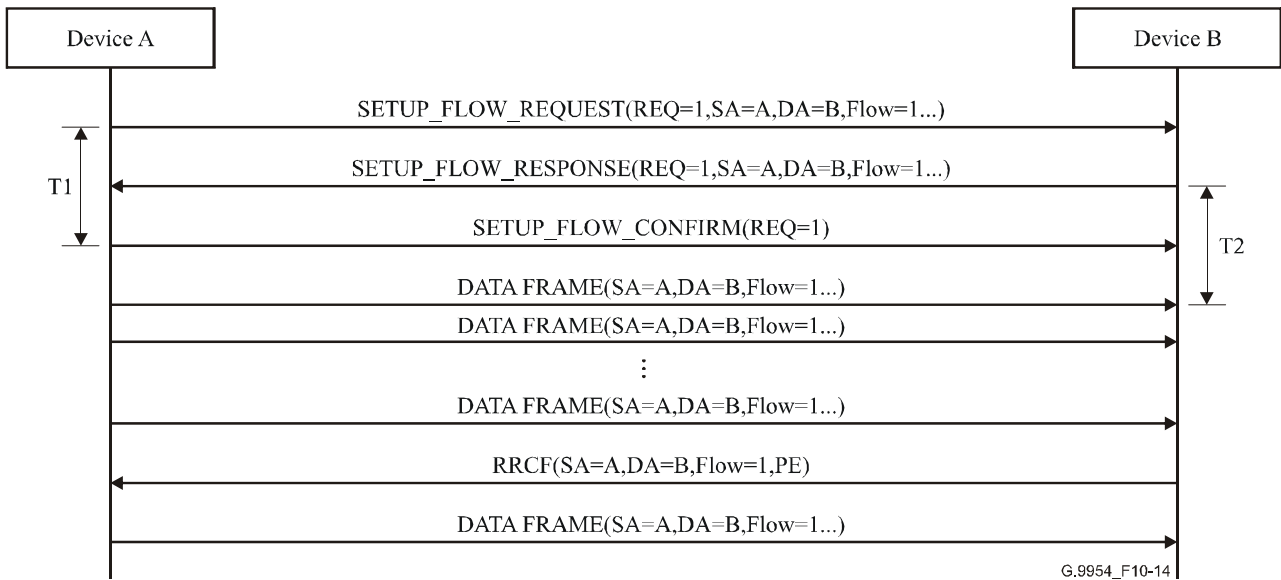 Device A
Device B
SETUP_FLOW_REQUEST(REQ=1,SA=A,DA=B,Flow=1...)
SETUP_FLOW_RESPONSE(REQ=1,SA=A,DA=B,Flow=1...)
T1
SETUP_FLOW_CONFIRM(REQ=1)
T2
DATA FRAME(SA=A,DA=B,Flow=1...)
DATA FRAME(SA=A,DA=B,Flow=1...)
⋮
DATA FRAME(SA=A,DA=B,Flow=1...)
RRCF(SA=A,DA=B,Flow=1,PE)
DATA FRAME(SA=A,DA=B,Flow=1...)
G.9954_F10-14